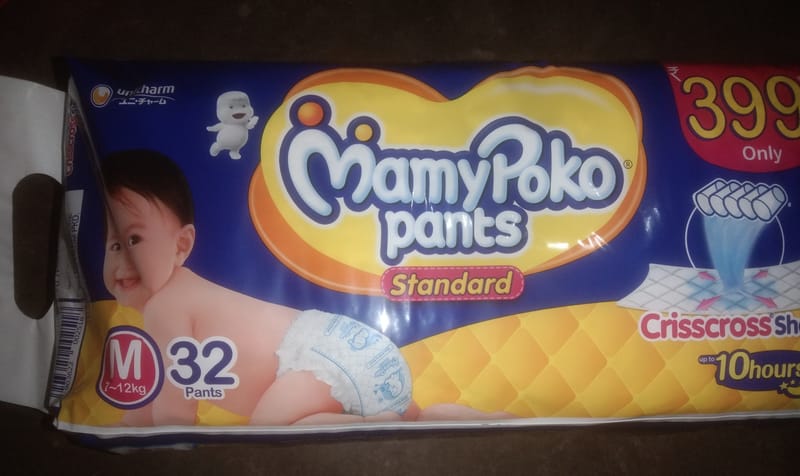 unicharm
ユニ・チャーム
MamyPoko®
pants
Standard
399
Only
Crisscross
up to 10hours
M
7~12kg
32
Pants